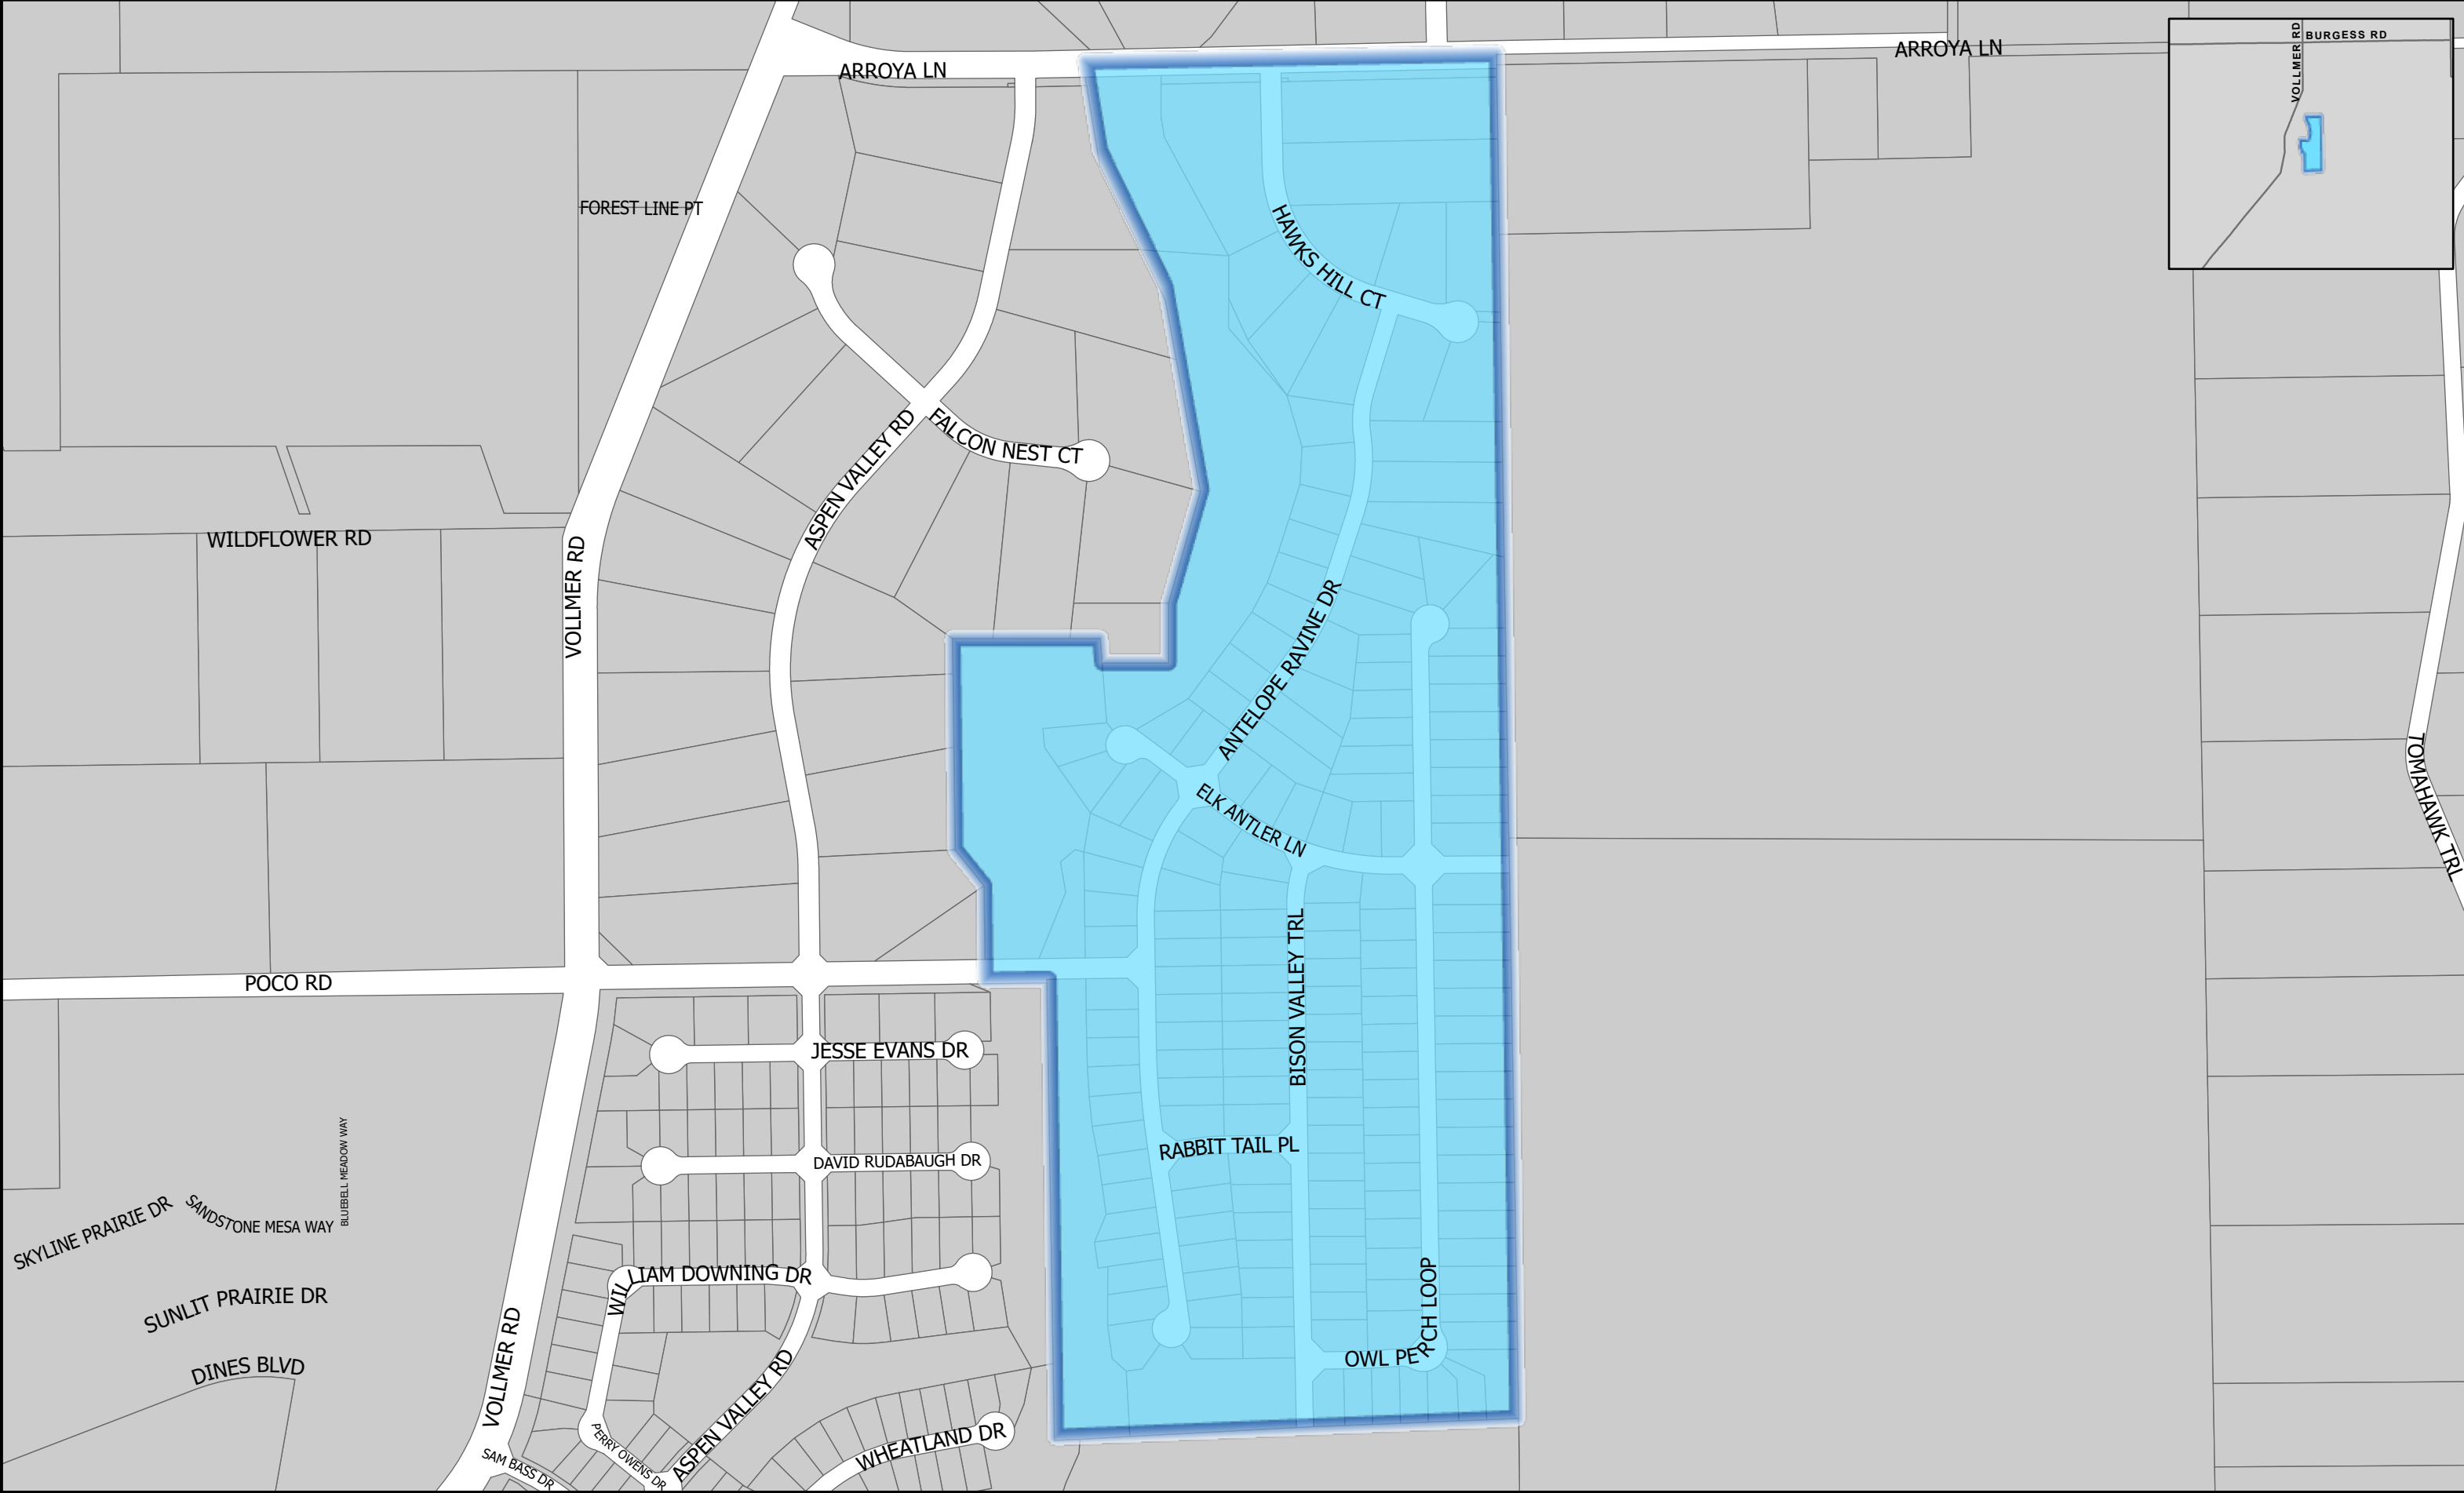 ARROYA LN
ARROYA LN
VOLLMER RD
BURGESS RD
FOREST LINE PT
HAWKS HILL CT
ASPEN VALLEY RD
FALCON NEST CT
WILDFLOWER RD
VOLLMER RD
ANTELOPE RAVINE DR
ELK ANTLER LN
TOMAHAWK TRL
BISON VALLEY TRL
POCO RD
JESSE EVANS DR
RABBIT TAIL PL
DAVID RUDABAUGH DR
BLUEBELL MEADOW WAY
SKYLINE PRAIRIE DR
SANDSTONE MESA WAY
WILLIAM DOWNING DR
SUNLIT PRAIRIE DR
OWL PERCH LOOP
DINES BLVD
VOLLMER RD
ASPEN VALLEY RD
WHEATLAND DR
PERRY OWENS DR
SAM BASS DR